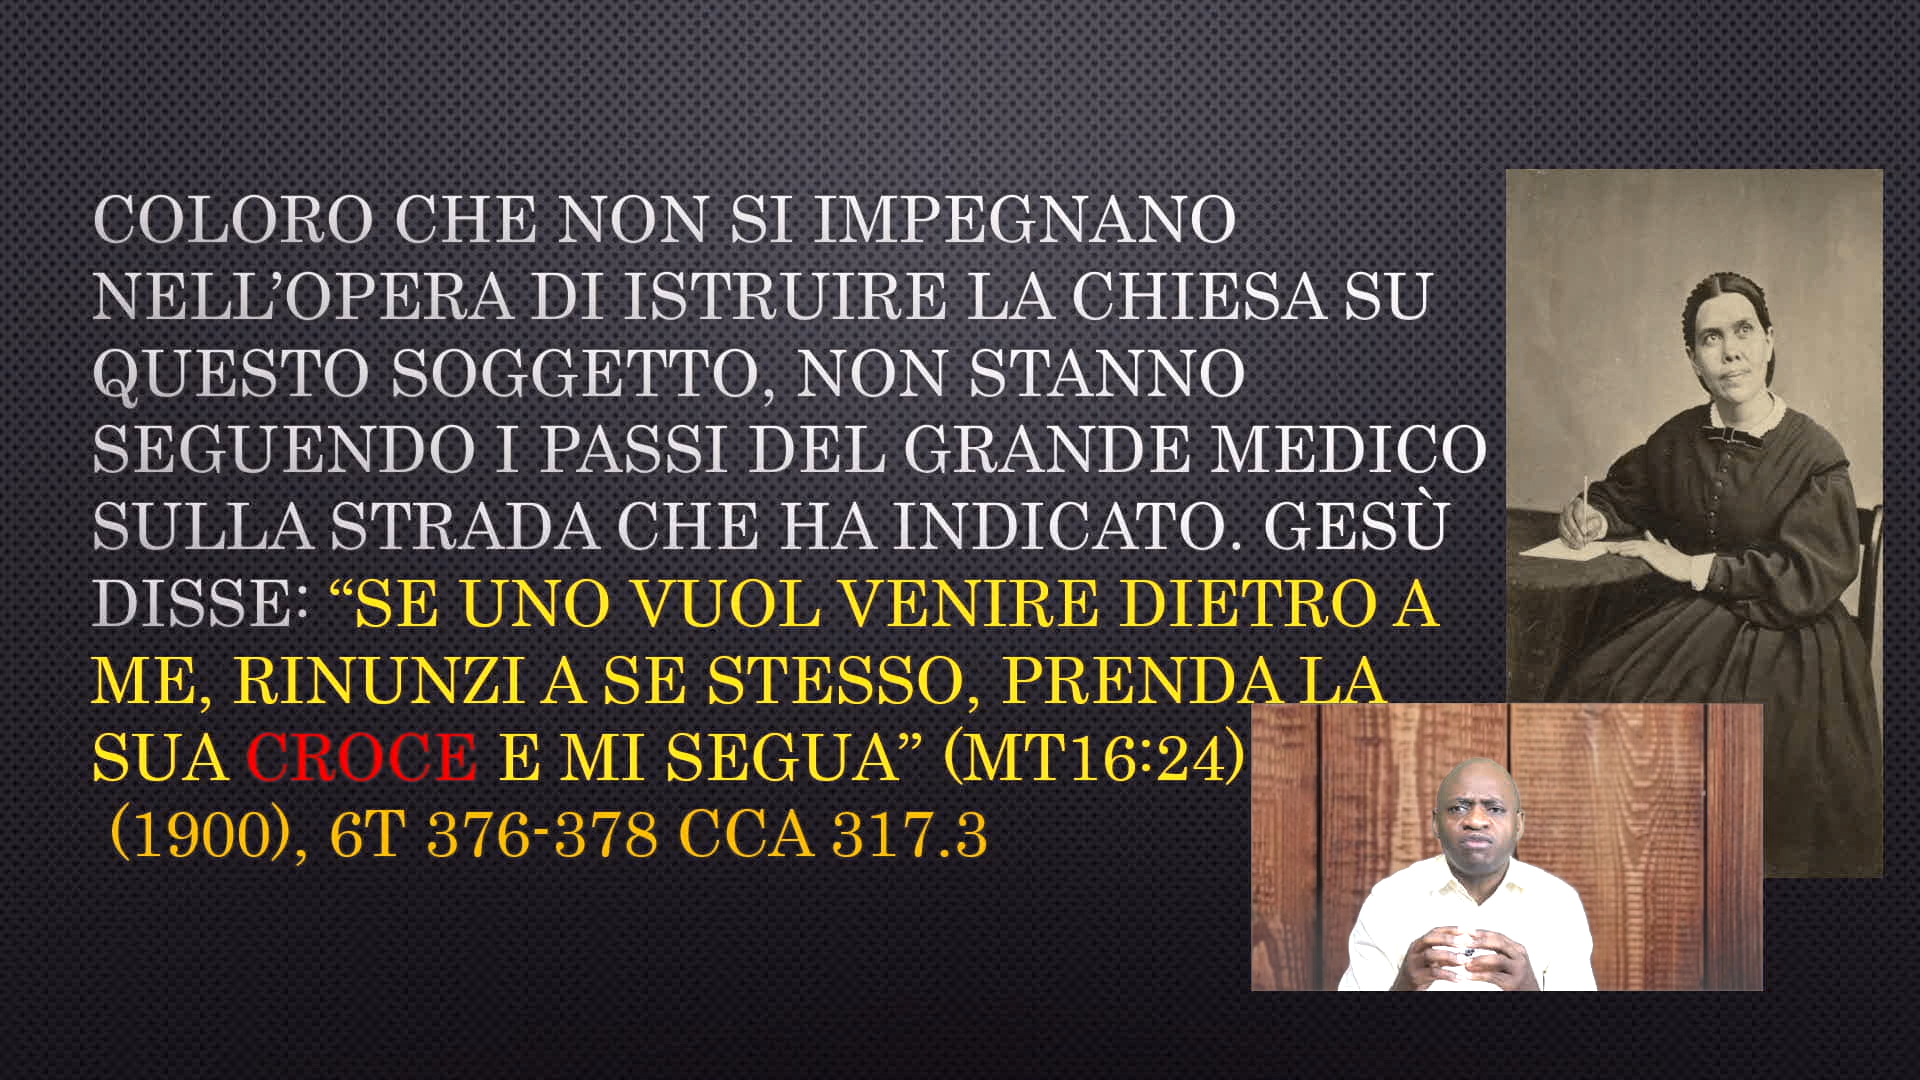 COLORO CHE NON SI IMPEGNANO
NELL’OPERA DI ISTRUIRE LA CHIESA SU
QUESTO SOGGETTO, NON STANNO
SEGUENDO I PASSI DEL GRANDE MEDICO
SULLA STRADA CHE HA INDICATO. GESÙ
DISSE: “SE UNO VUOL VENIRE DIETRO A
ME, RINUNZI A SE STESSO, PRENDA LA
SUA CROCE E MI SEGUA” (MT16:24)
(1900), 6T 376-378 CCA 317.3